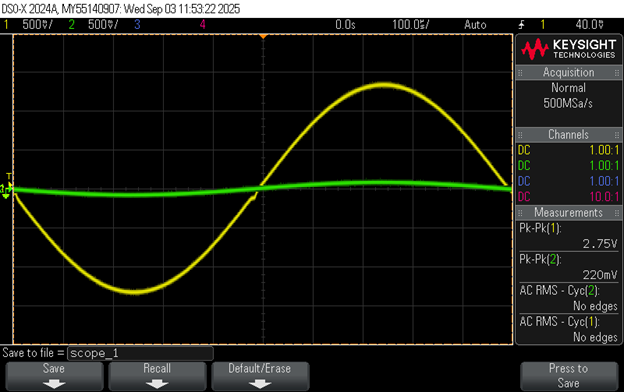 DSO-X 2024A, MY55140907: Wed Sep 03 11:53:22 2025
1 500mV/ 2 500mV/ 3 4 0.0s 100.0ms/ Auto 1 40.0mV
KEYSIGHT
TECHNOLOGIES
Acquisition
Normal
500MSa/s
Channels
DC 1.00:1
DC 1.00:1
DC 1.00:1
DC 10.0:1
Measurements
Pk-Pk(1):
2.75V
Pk-Pk(2):
220mV
AC RMS - Cyc(2):
No edges
AC RMS - Cyc(1):
No edges
T
Save to file = scope_1
Save
Recall
Default/Erase
Press to
Save